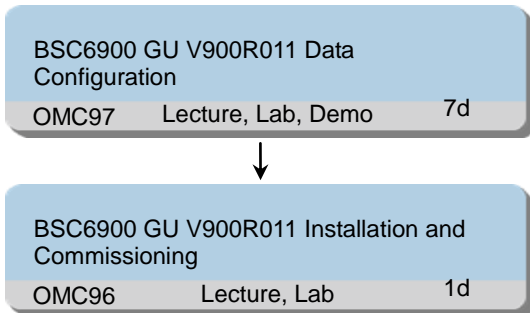 BSC6900 GU V900R011 Data
Configuration
OMC97 Lecture, Lab, Demo 7d
BSC6900 GU V900R011 Installation and
Commissioning
OMC96 Lecture, Lab 1d